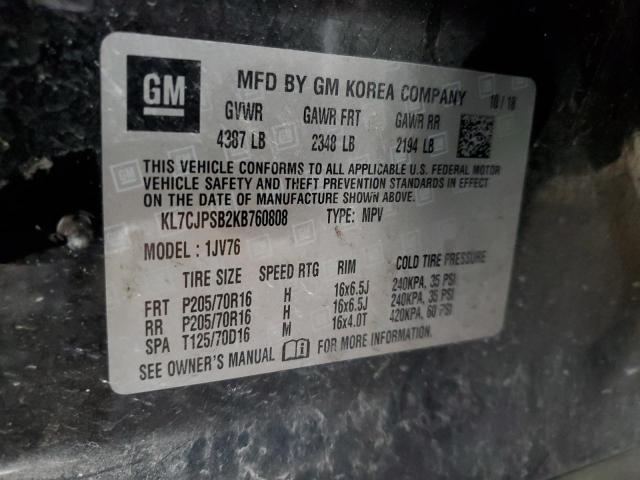 GM
MFD BY GM KOREA COMPANY 10/18
GVWR GAWR FRT GAWR RR
4387 LB 2348 LB 2194 LB
THIS VEHICLE CONFORMS TO ALL APPLICABLE U.S. FEDERAL MOTOR
VEHICLE SAFETY AND THEFT PREVENTION STANDARDS IN EFFECT
ON THE DATE OF MANUFACTURE SHOWN ABOVE.
KL7CJPSB2KB760808 TYPE: MPV
MODEL: 1JV76
TIRE SIZE SPEED RTG RIM COLD TIRE PRESSURE
FRT P205/70R16 H 16x6.5J 240KPA, 35 PSI
RR P205/70R16 H 16x6.5J 240KPA, 35 PSI
SPA T125/70D16 M 16x4.0T 420KPA, 60 PSI
SEE OWNER'S MANUAL FOR MORE INFORMATION.